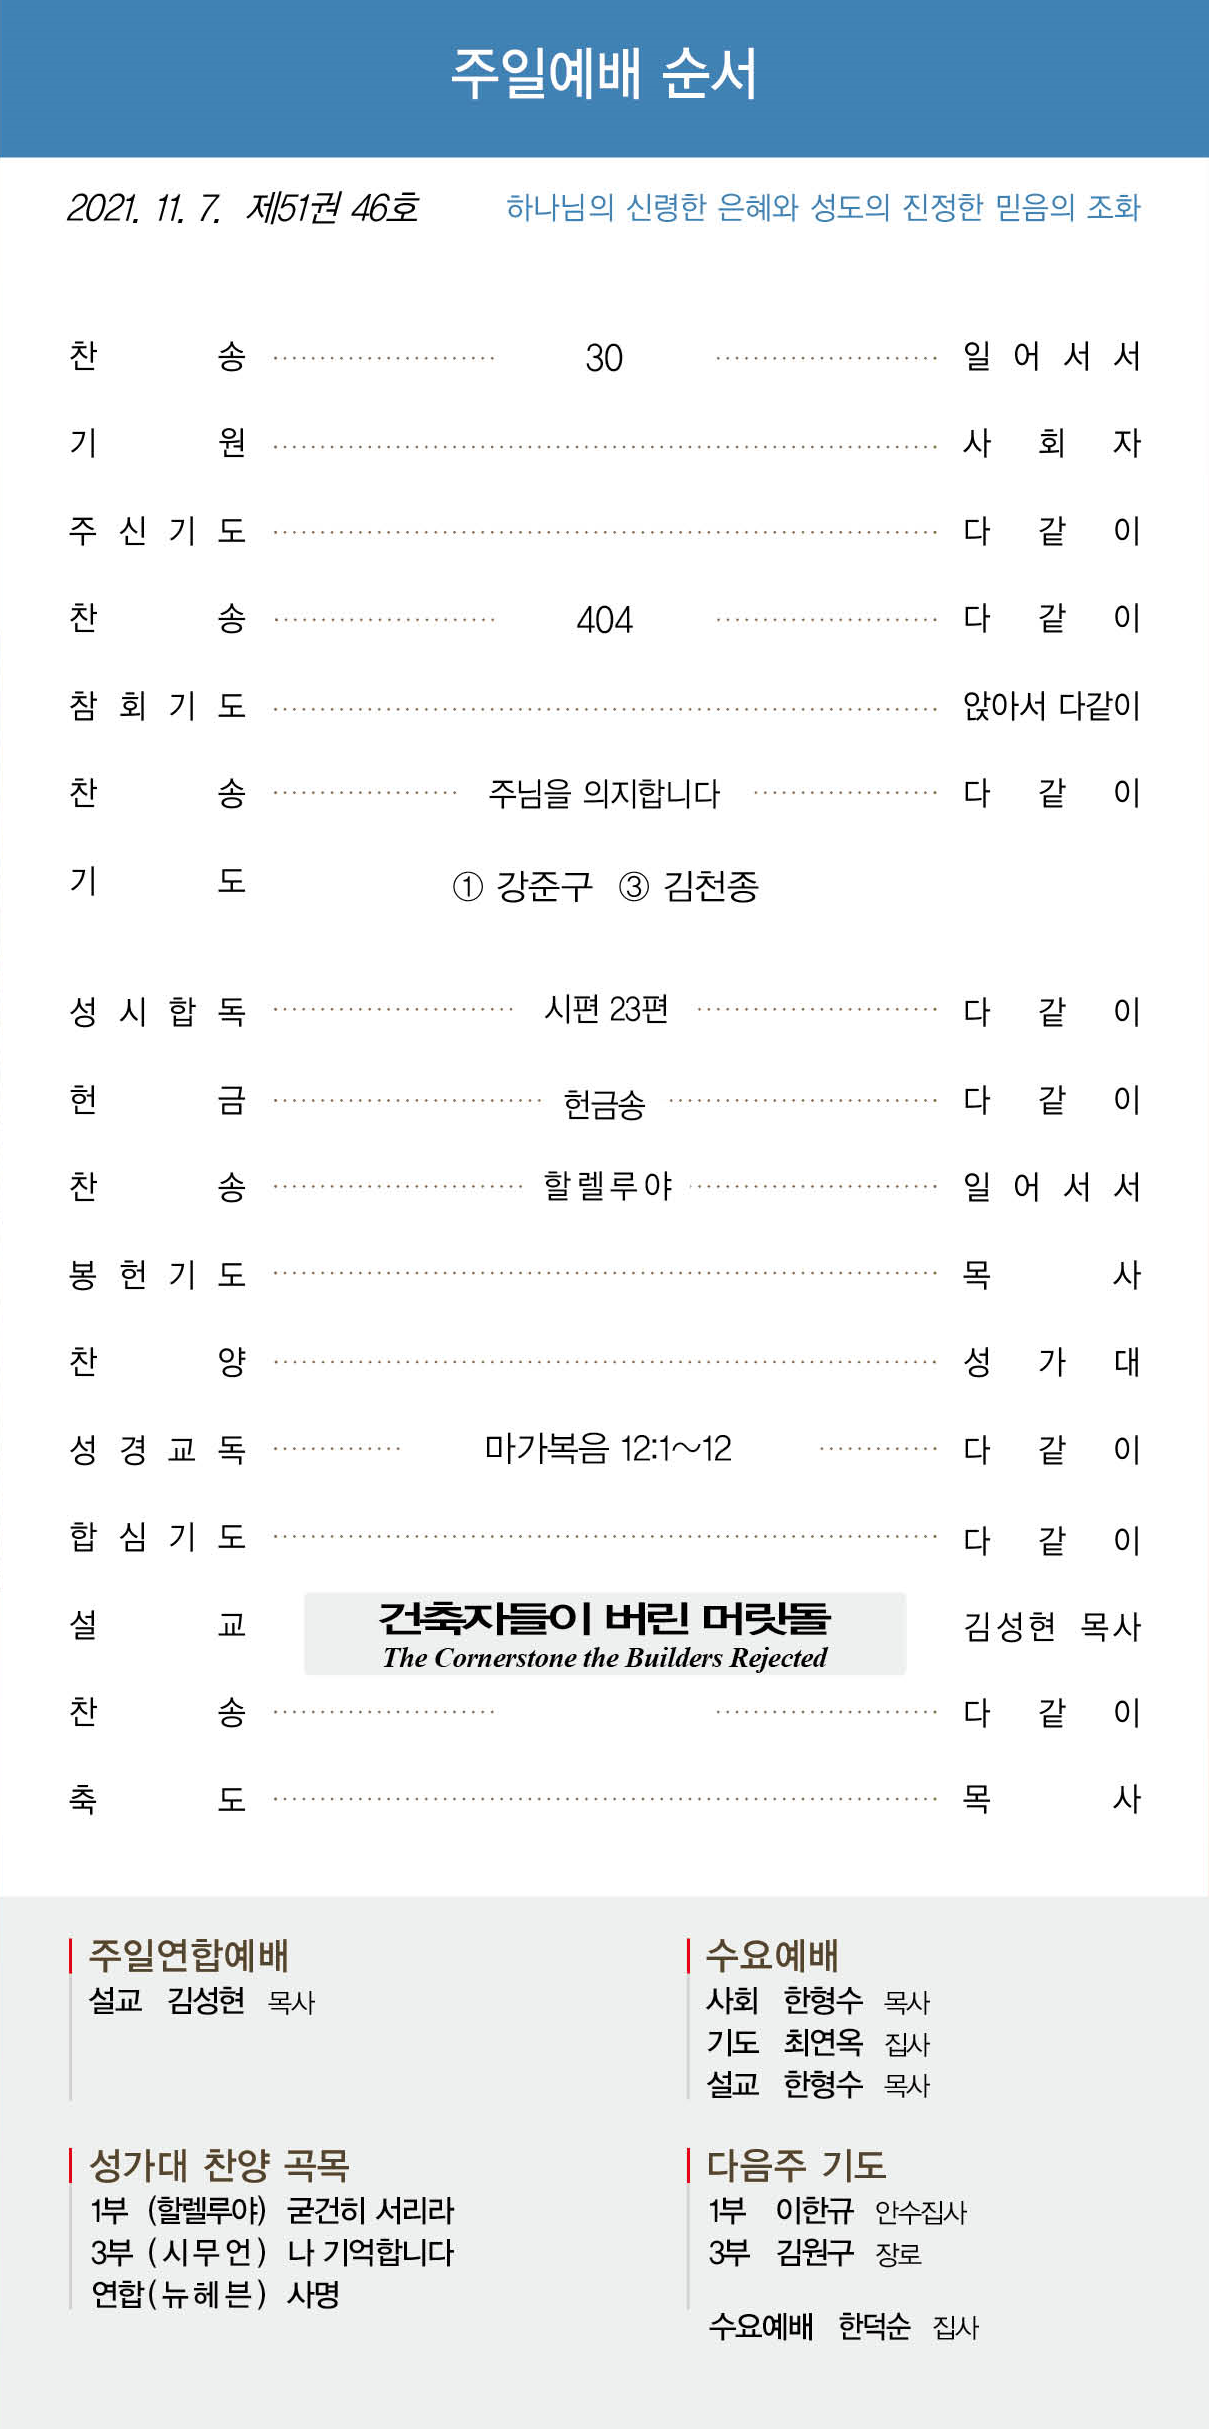 주일예배 순서
2021. 11. 7. 제51권 46호 하나님의 신령한 은혜와 성도의 진정한 믿음의 조화
찬 송 30 일 어 서 서
기 원 사 회 자
주 신 기 도 다 같 이
찬 송 404 다 같 이
참 회 기 도 앉아서 다같이
찬 송 주님을 의지합니다 다 같 이
기 도 ① 강준구 ③ 김천종
성 시 합 독 시편 23편 다 같 이
헌 금 헌금송 다 같 이
찬 송 할렐루야 일 어 서 서
봉 헌 기 도 목 사
찬 양 성 가 대
성 경 교 독 마가복음 12:1~12 다 같 이
합 심 기 도 다 같 이
설 교 건축자들이 버린 머릿돌 김성현 목사
The Cornerstone the Builders Rejected
찬 송 다 같 이
축 도 목 사
주일연합예배
설교 김성현 목사
수요예배
사회 한형수 목사
기도 최연옥 집사
설교 한형수 목사
성가대 찬양 곡목
1부 (할렐루야) 굳건히 서리라
3부 (시무언) 나 기억합니다
연합(뉴헤븐) 사명
다음주 기도
1부 이한규 안수집사
3부 김원구 장로
수요예배 한덕순 집사